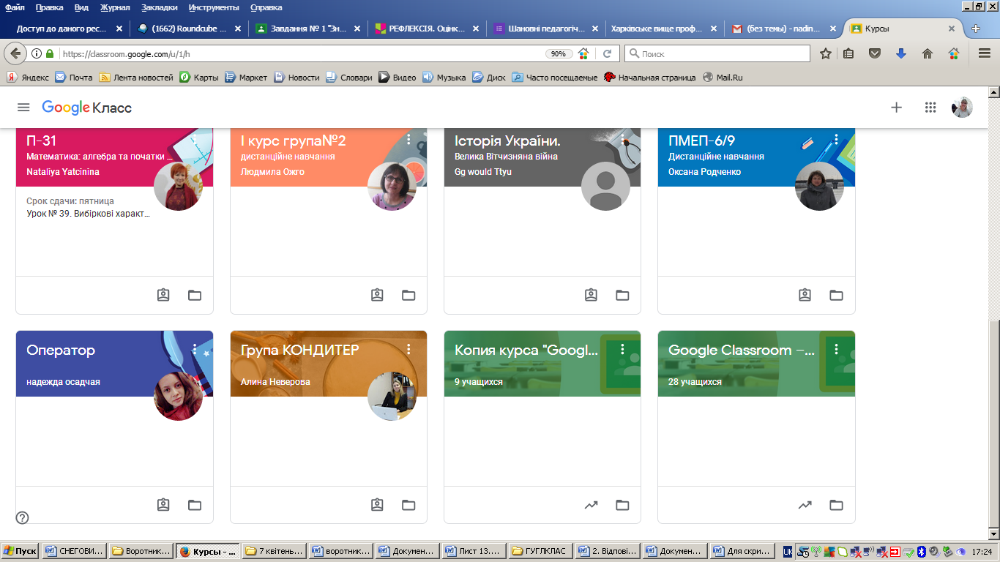 Файл Правка Вид Журнал Закладки Инструменты Справка
Доступ до даного рес...
(1662) Roundcube ...
Завдання № 1 "Зн...
РЕФЛЕКСІЯ. Оцінк...
Шановні педагогіч...
Харківське вище проф...
(без темы) - nadin...
Курсы
https://classroom.google.com/u/1/h
90%
Поиск
Яндекс Почта Лента новостей Карты Маркет Новости Словари Видео Музыка Диск Часто посещаемые Начальная страница Mail.Ru
Google Класс
П-31
Математика: алгебра та початки ...
Nataliya Yatcinina
Срок сдачи: пятница
Урок № 39. Вибіркові характ...
І курс група№2
дистанційне навчання
Людмила Ожго
Історія України.
Велика Вітчизняна війна
Gg would Ttyu
ПМЕП-6/9
Дистанційне навчання
Оксана Родченко
Оператор
надежда осадчая
Група КОНДИТЕР
Алина Неверова
Копия курса "Googl...
9 учащихся
Google Classroom –...
28 учащихся
Пуск
СНЕГОВИ...
Воротник...
Курсы - ...
7 квітень...
воротник...
Докумен...
Лист 13....
ГУГЛКЛАС
2. Відпові...
Докумен...
Для скри...
UK
17:24